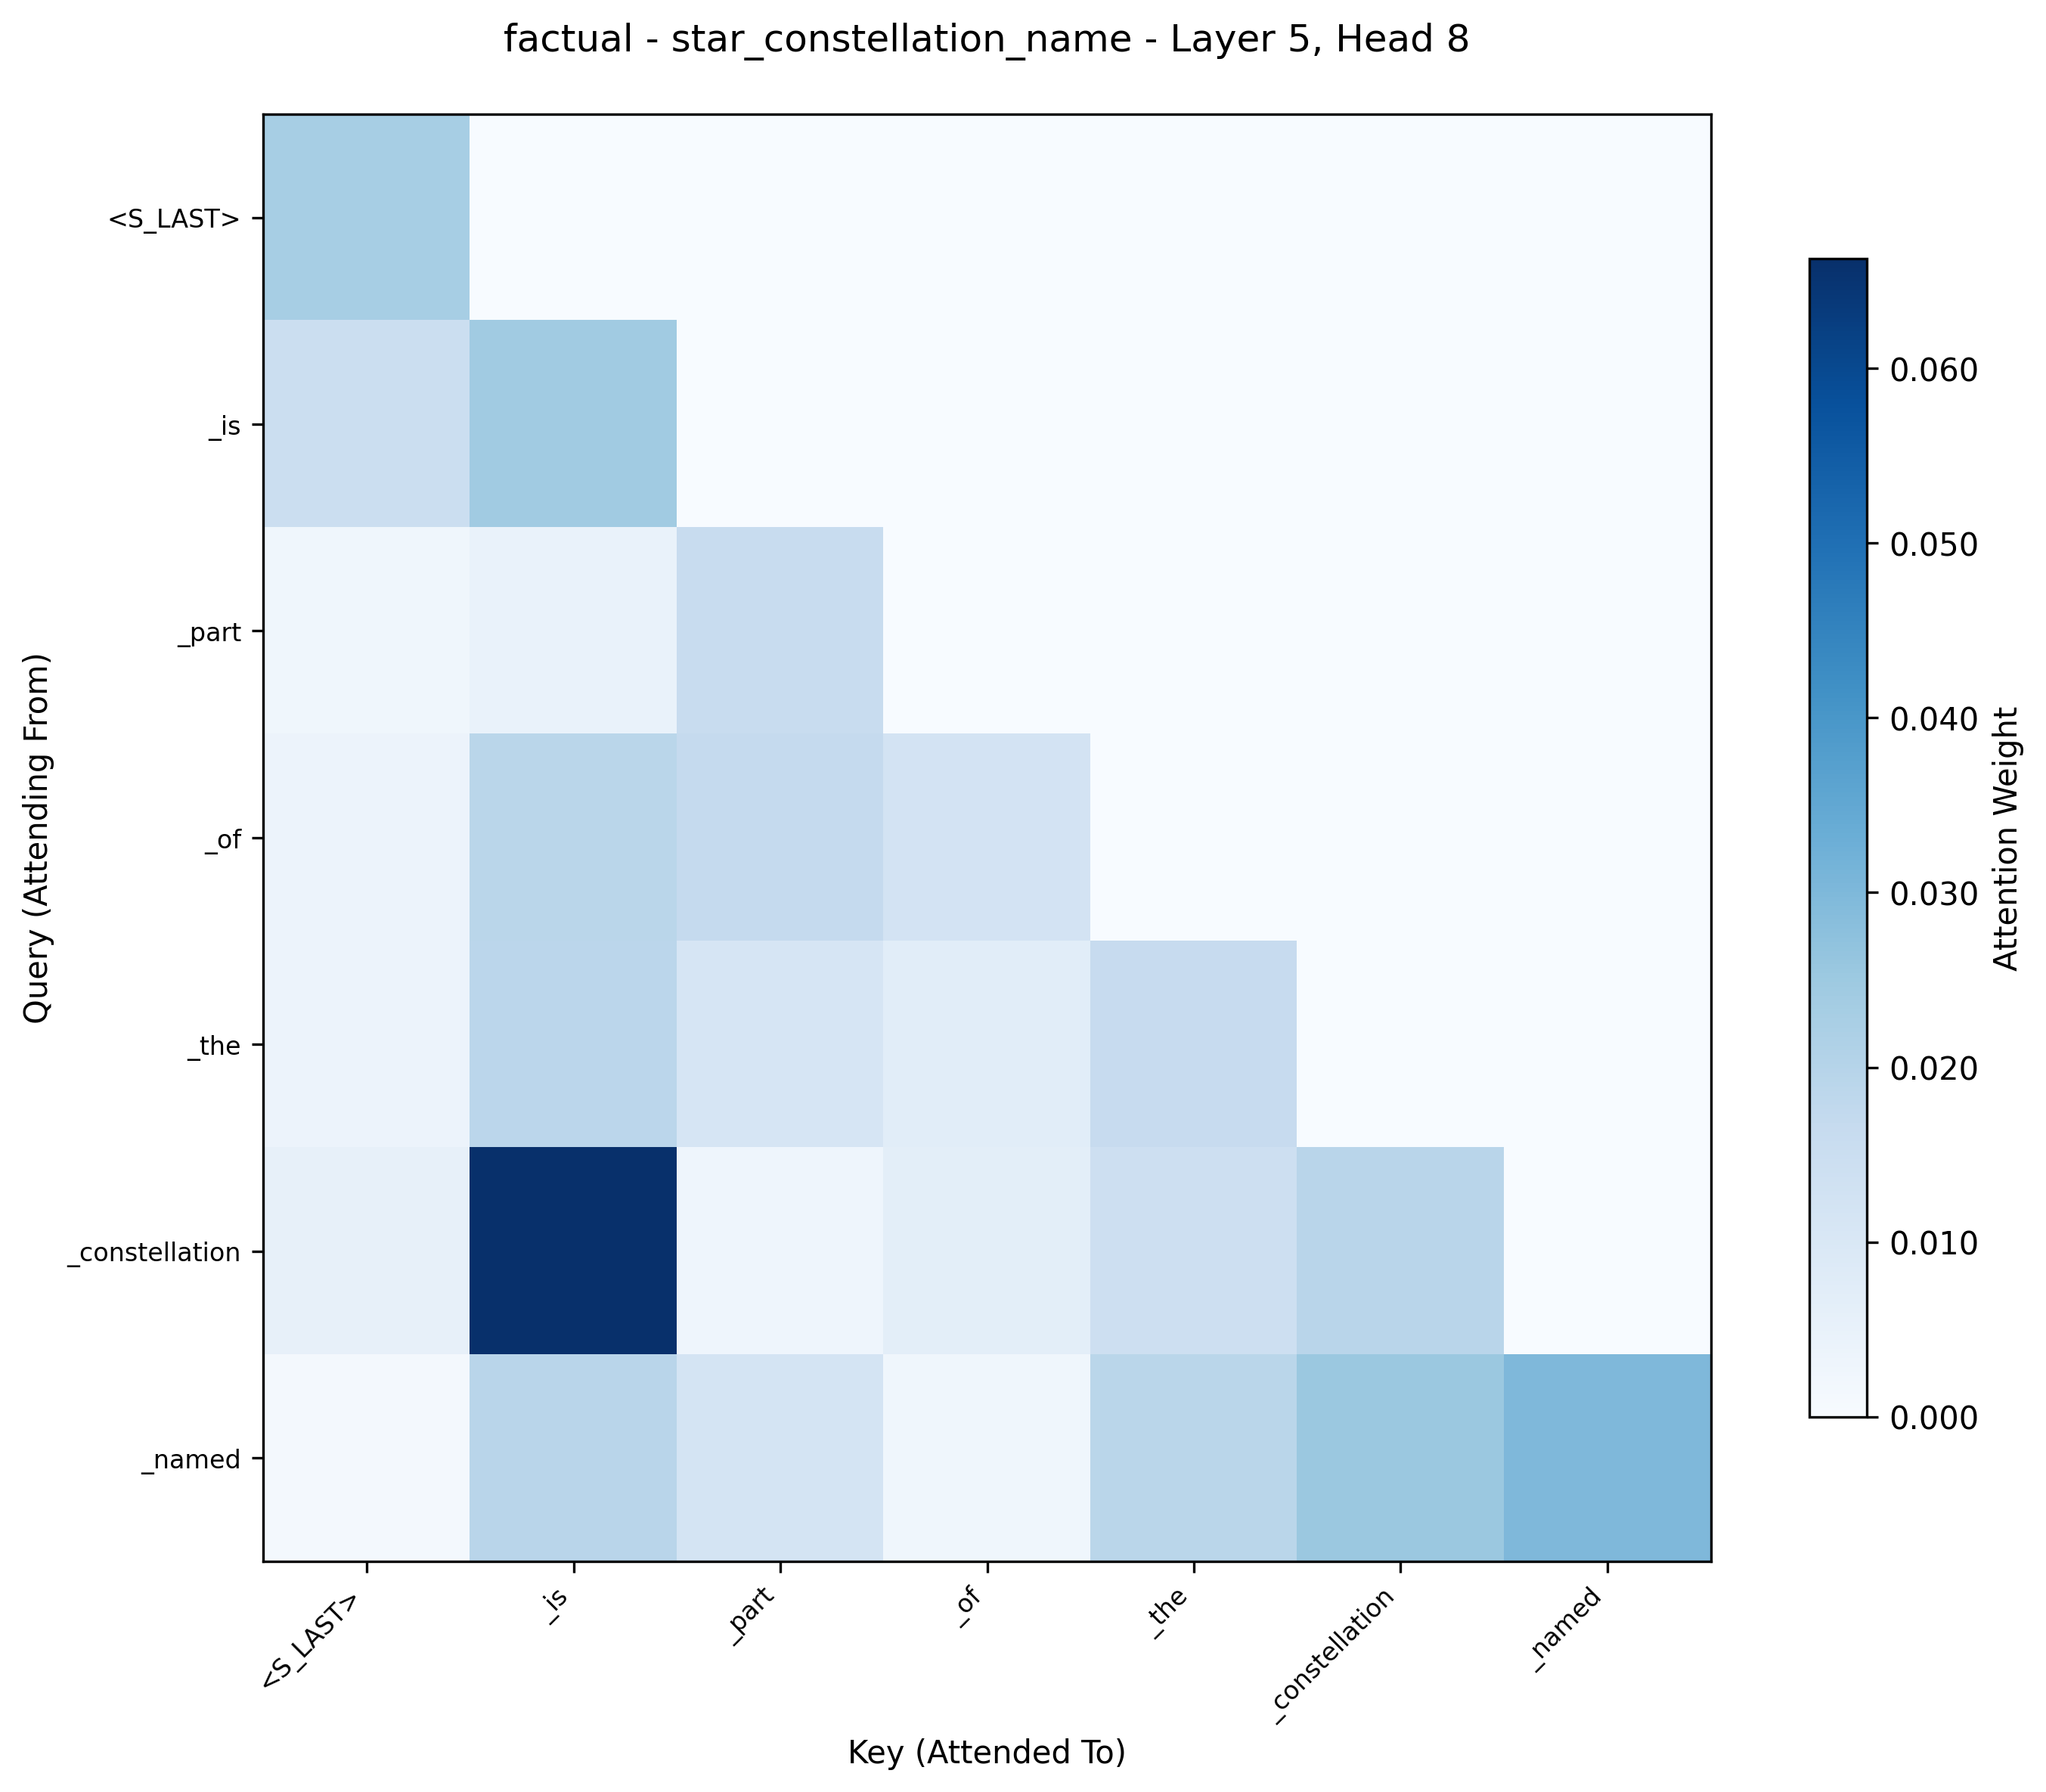 factual - star_constellation_name - Layer 5, Head 8
Query (Attending From)
<S_LAST>
_is
_part
_of
_the
_constellation
_named
<S_LAST>
_is
_part
_of
_the
_constellation
_named
Key (Attended To)
0.060
0.050
0.040
0.030
0.020
0.010
0.000
Attention Weight